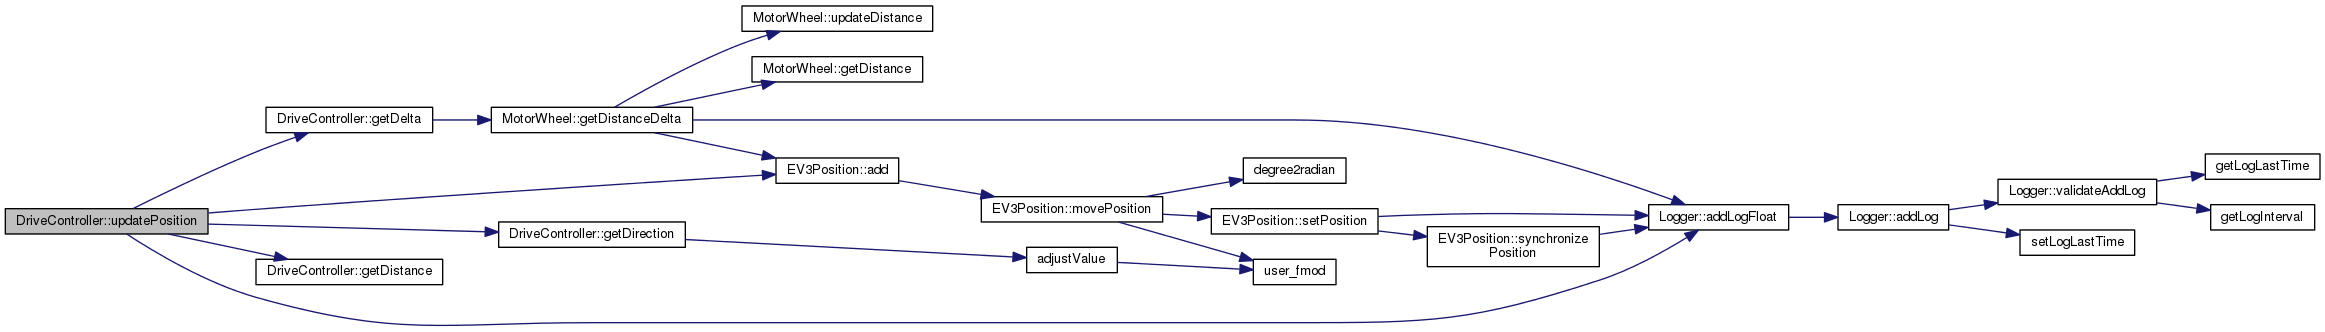 MotorWheel::updateDistance
MotorWheel::getDistance
DriveController::getDelta
MotorWheel::getDistanceDelta
EV3Position::add
degree2radian
getLogLastTime
Logger::validateAddLog
EV3Position::movePosition
DriveController::updatePosition
EV3Position::setPosition
Logger::addLogFloat
Logger::addLog
getLogInterval
DriveController::getDirection
EV3Position::synchronize
Position
setLogLastTime
adjustValue
DriveController::getDistance
user_fmod